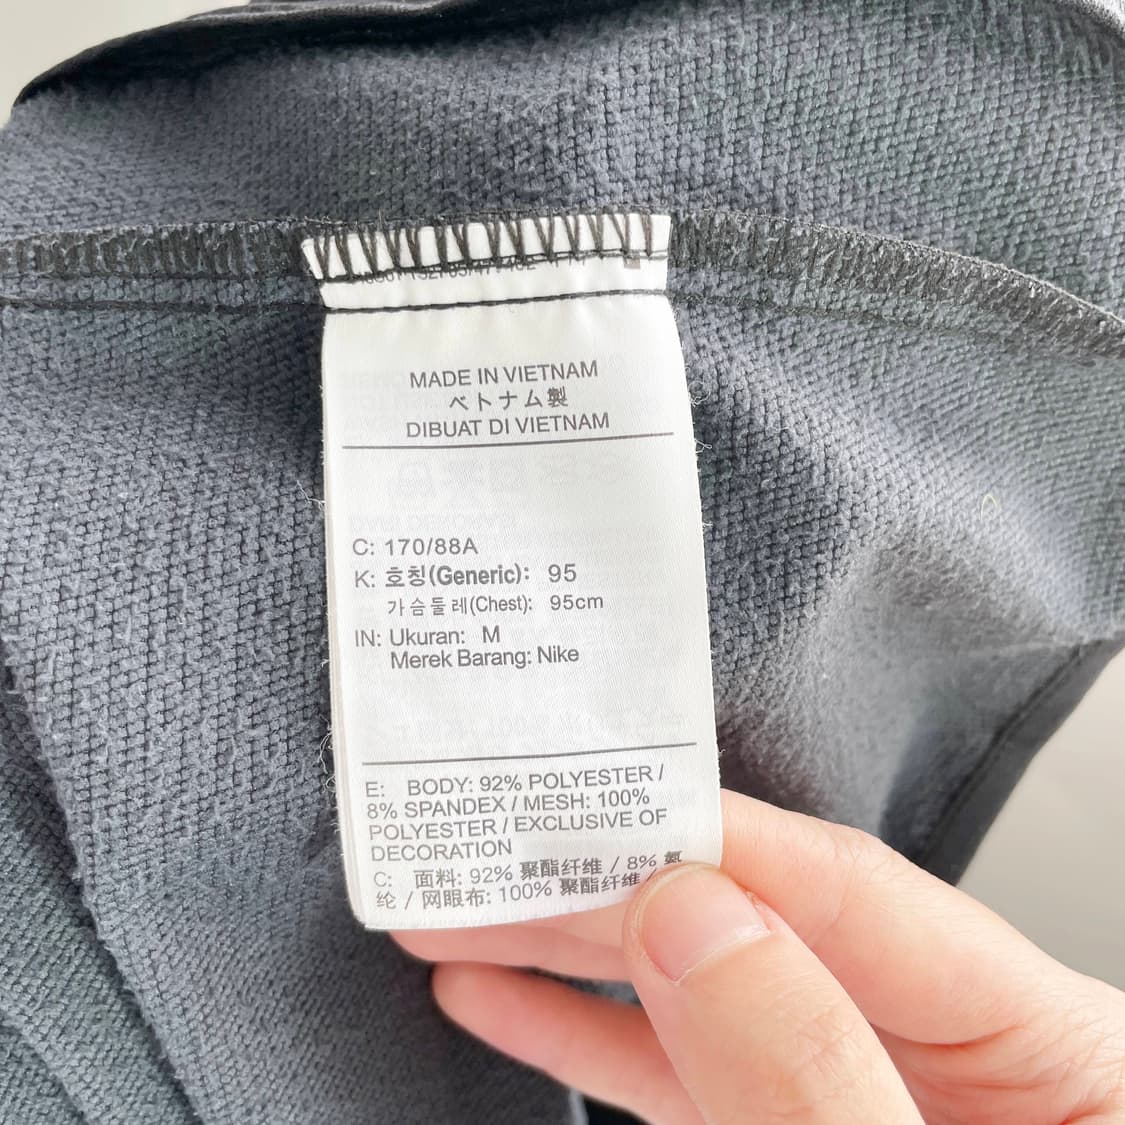 MADE IN VIETNAM
ベトナム製
DIBUAT DI VIETNAM
C: 170/88A
K: 호칭(Generic): 95
가슴둘레(Chest): 95cm
IN: Ukuran: M
Merek Barang: Nike
E: BODY: 92% POLYESTER /
8% SPANDEX / MESH: 100%
POLYESTER / EXCLUSIVE OF
DECORATION
C: 面料: 92% 聚酯纤维 / 8% 氨
纶 / 网眼布: 100% 聚酯纤维 /